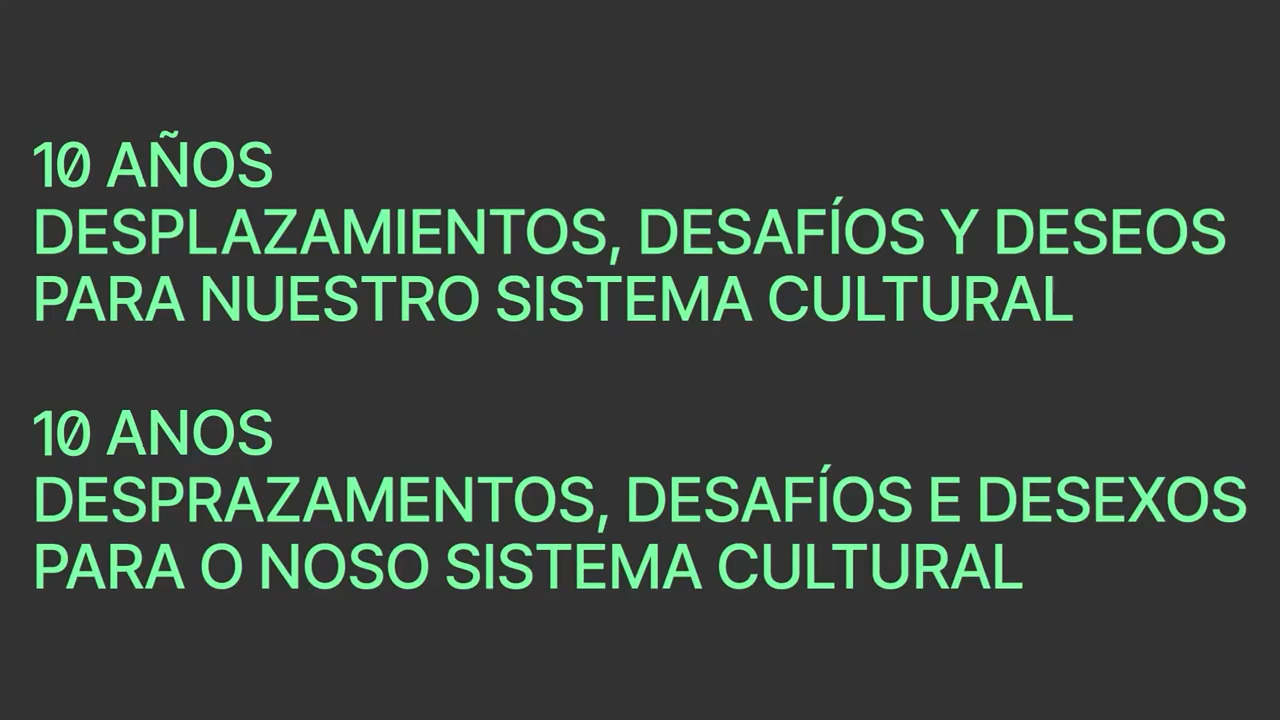 10 AÑOS
DESPLAZAMIENTOS, DESAFÍOS Y DESEOS
PARA NUESTRO SISTEMA CULTURAL
10 ANOS
DESPRAZAMENTOS, DESAFÍOS E DESEXOS
PARA O NOSO SISTEMA CULTURAL